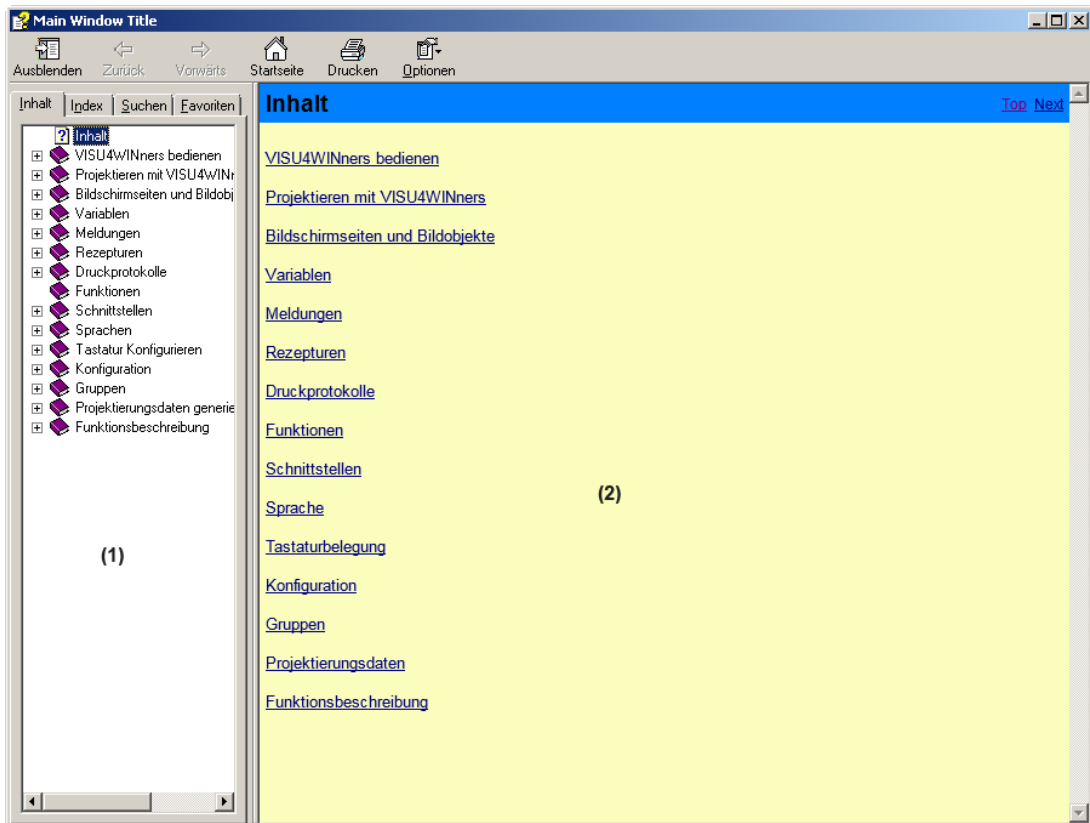 Main Window Title
Ausblenden Zurück Vorwärts Startseite Drucken Optionen
Inhalt Index Suchen Favoriten
Inhalt
VISU4WINners bedienen
Projektieren mit VISU4WINr
Bildschirmseiten und Bildobj
Variablen
Meldungen
Rezepturen
Druckprotokolle
Funktionen
Schnittstellen
Sprachen
Tastatur Konfigurieren
Konfiguration
Gruppen
Projektierungsdaten generie
Funktionsbeschreibung
(1)
Inhalt
Top Next
VISU4WINners bedienen
Projektieren mit VISU4WINners
Bildschirmseiten und Bildobjekte
Variablen
Meldungen
Rezepturen
Druckprotokolle
Funktionen
Schnittstellen
(2)
Sprache
Tastaturbelegung
Konfiguration
Gruppen
Projektierungsdaten
Funktionsbeschreibung